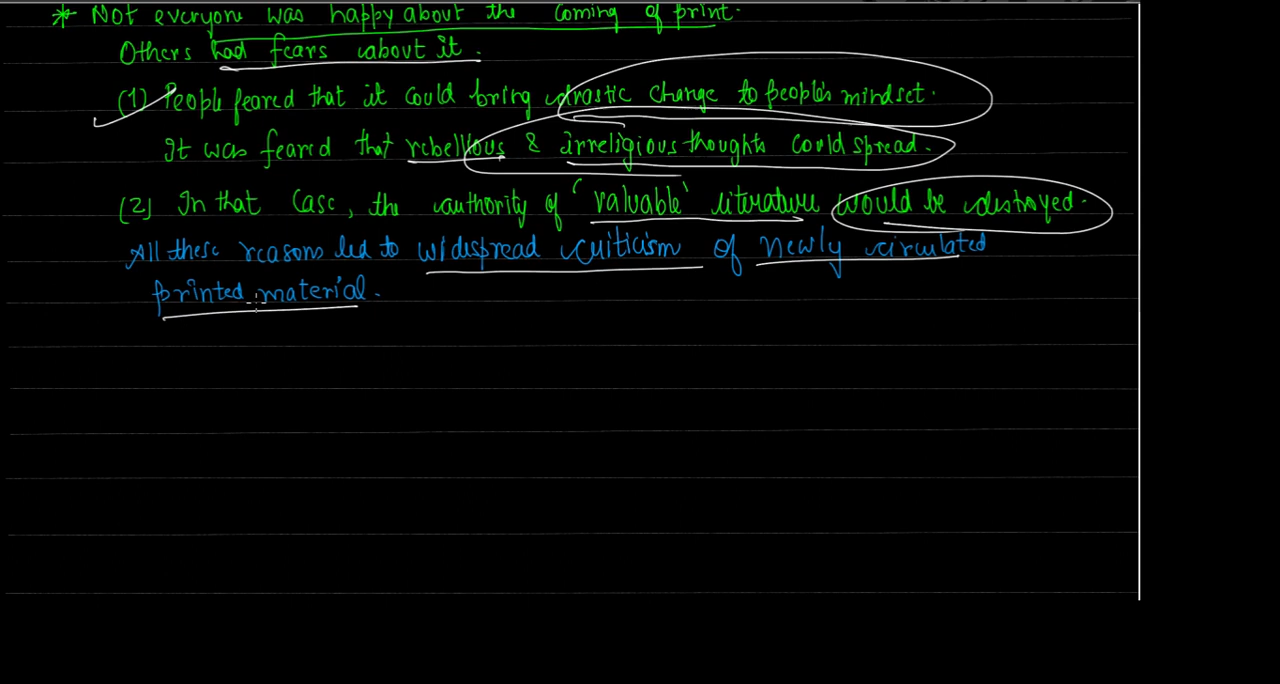 * Not everyone was happy about the coming of print.
Others had fears about it.
(1) People feared that it could bring drastic change to people's mindset.
It was feared that rebellious & irreligious thoughts could spread.
(2) In that case, the authority of 'valuable' literature would be destroyed.
All these reasons led to widespread criticism of newly circulated
printed material.